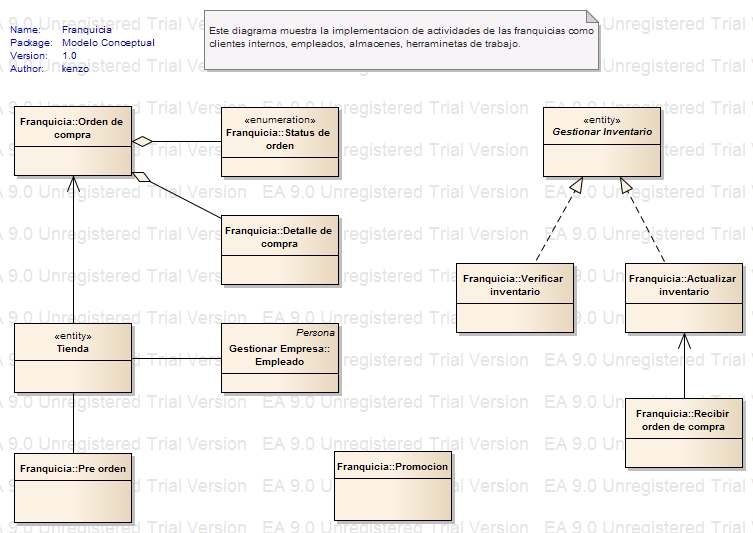 Name: Franquicia
Package: Modelo Conceptual
Version: 1.0
Author: kenzo
Este diagrama muestra la implementacion de actividades de las franquicias como
clientes internos, empleados, almacenes, herraminetas de trabajo.
Franquicia::Orden de
compra
«enumeration»
Franquicia::Status de
orden
«entity»
Gestionar Inventario
Franquicia::Detalle de
compra
Franquicia::Verificar
inventario
Franquicia::Actualizar
inventario
«entity»
Tienda
Persona
Gestionar Empresa::
Empleado
Franquicia::Recibir
orden de compra
Franquicia::Pre orden
Franquicia::Promocion
EA 9.0 Unregistered Trial Version